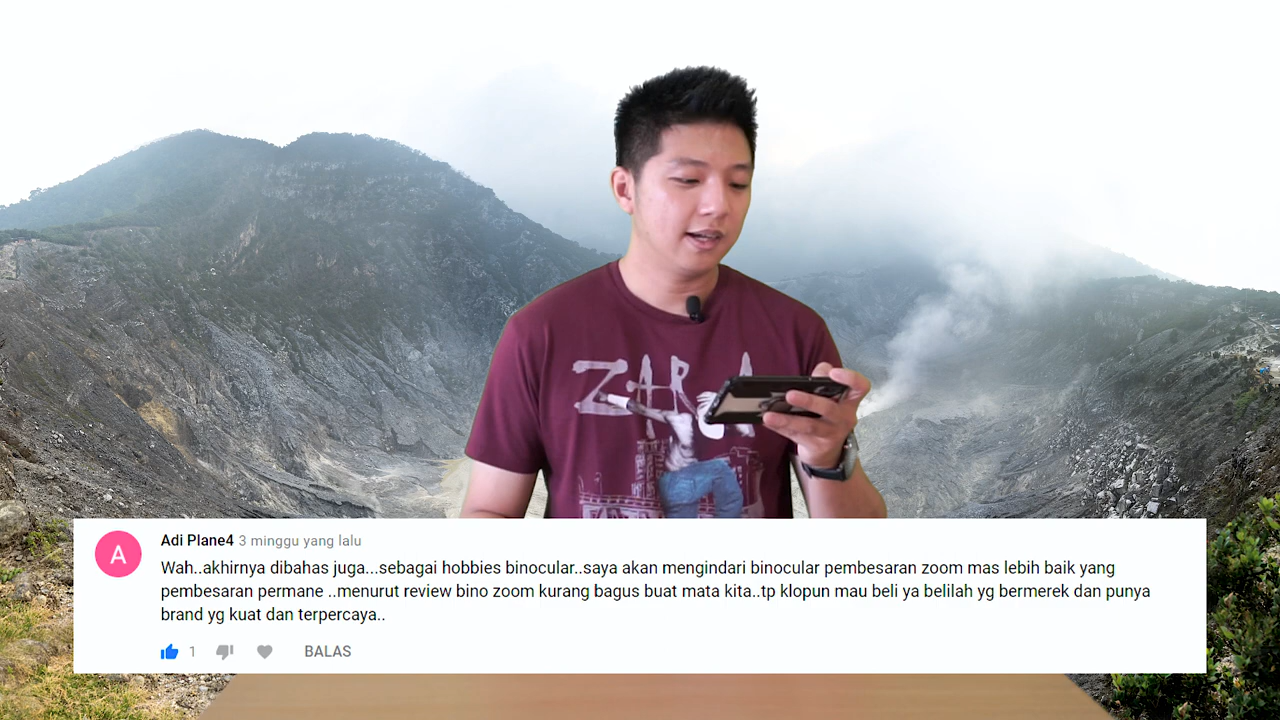 ZARA
A
Adi Plane4 3 minggu yang lalu
Wah..akhirnya dibahas juga...sebagai hobbies binocular..saya akan mengindari binocular pembesaran zoom mas lebih baik yang
pembesaran permane ..menurut review bino zoom kurang bagus buat mata kita..tp klopun mau beli ya belilah yg bermerek dan punya
brand yg kuat dan terpercaya..
1
BALAS